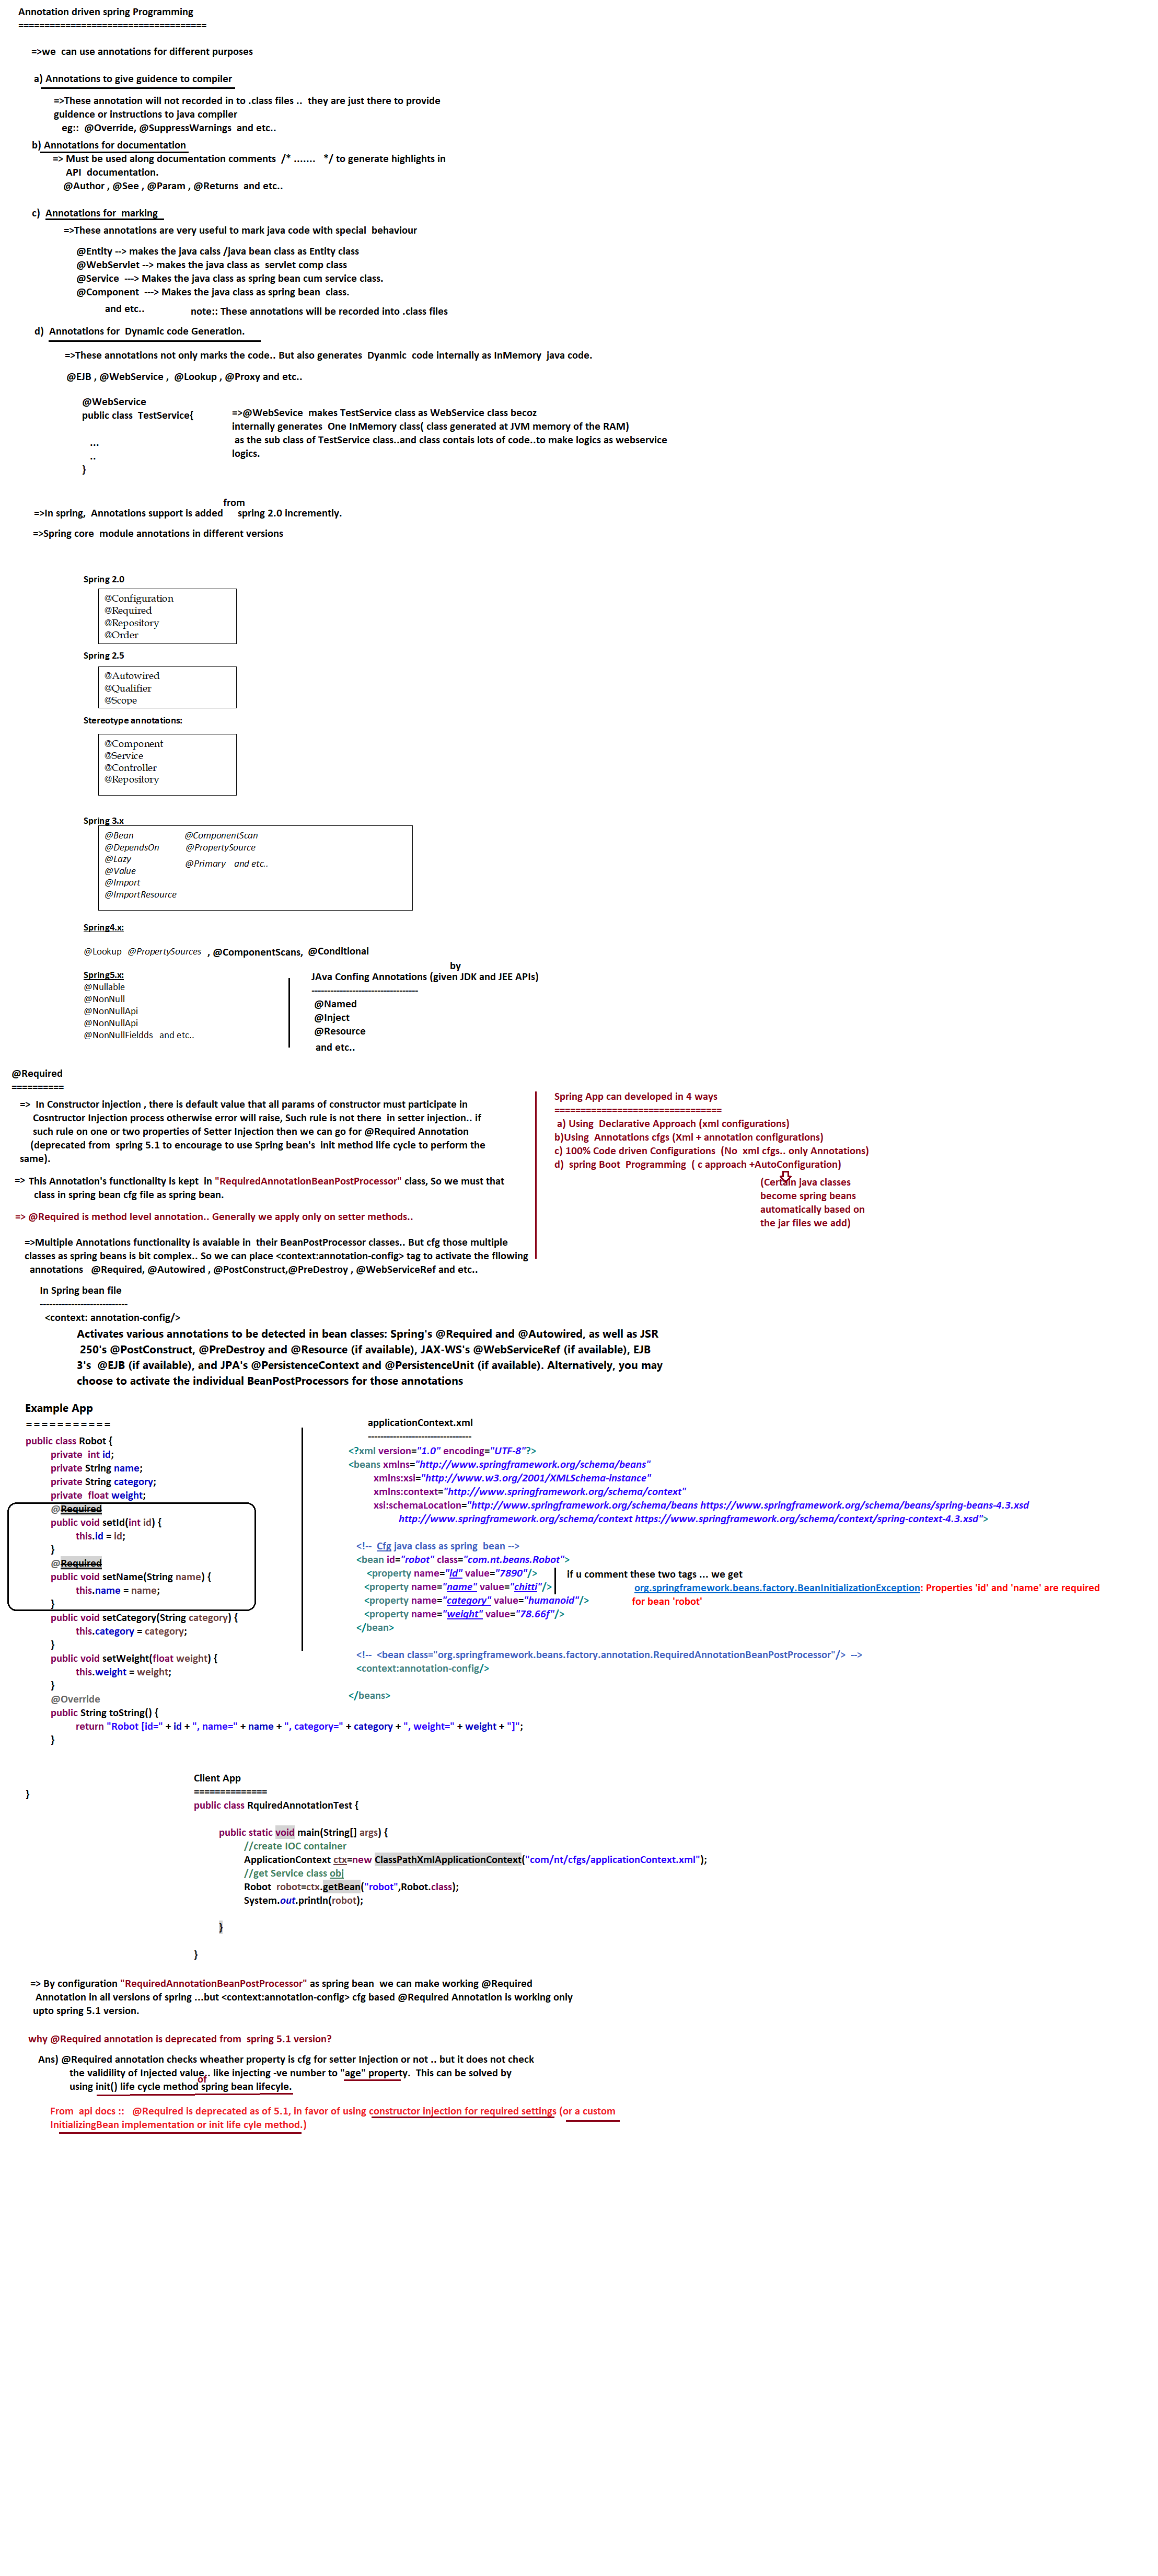 Annotation driven spring Programming
====================================
=>we  can use annotations for different purposes
a) Annotations to give guidence to compiler
=>These annotation will not recorded in to .class files ..  they are just there to provide
guidence or instructions to java compiler
eg::  @Override, @SuppressWarnings  and etc..
b) Annotations for documentation
=> Must be used along documentation comments  /* .......   */ to generate highlights in
API  documentation.
@Author , @See , @Param , @Returns  and etc..
c)  Annotations for  marking
=>These annotations are very useful to mark java code with special  behaviour
@Entity --> makes the java calss /java bean class as Entity class
@WebServlet --> makes the java class as  servlet comp class
@Service  ---> Makes the java class as spring bean cum service class.
@Component  ---> Makes the java class as spring bean  class.
and etc..
note:: These annotations will be recorded into .class files
d)  Annotations for  Dynamic code Generation.
=>These annotations not only marks the code.. But also generates  Dyanmic  code internally as InMemory  java code.
@EJB , @WebService ,  @Lookup , @Proxy and etc..
@WebService
public class  TestService{
...
..
}
=>@WebSevice  makes TestService class as WebService class becoz
internally generates  One InMemory class( class generated at JVM memory of the RAM)
as the sub class of TestService class..and class contais lots of code..to make logics as webservice
logics.
from
=>In spring,  Annotations support is added     spring 2.0 incremently.
=>Spring core  module annotations in different versions
Spring 2.0
@Configuration
@Required
@Repository
@Order
Spring 2.5
@Autowired
@Qualifier
@Scope
Stereotype annotations:
@Component
@Service
@Controller
@Repository
Spring 3.x
@Bean   @ComponentScan
@DependsOn   @PropertySource
@Lazy   @Primary   and etc..
@Value
@Import
@ImportResource
Spring4.x:
@Lookup  @PropertySources  , @ComponentScans,  @Conditional
Spring5.x:
@Nullable
@NonNull
@NonNullApi
@NonNullApi
@NonNullFieldds   and etc..
by
JAva Confing Annotations (given JDK and JEE APIs)
----------------------------------
@Named
@Inject
@Resource
and etc..
@Required
==========
=>  In Constructor injection , there is default value that all params of constructor must participate in
Cosntructor Injection process otherwise error will raise, Such rule is not there  in setter injection.. if
such rule on one or two properties of Setter Injection then we can go for @Required Annotation
(deprecated from  spring 5.1 to encourage to use Spring bean's  init method life cycle to perform the
same).
=> This Annotation's functionality is kept  in "RequiredAnnotationBeanPostProcessor" class, So we must that
class in spring bean cfg file as spring bean.
=> @Required is method level annotation.. Generally we apply only on setter methods..
=>Multiple Annotations functionality is avaiable in  their BeanPostProcessor classes.. But cfg those multiple
classes as spring beans is bit complex.. So we can place <context:annotation-config> tag to activate the fllowing
annotations   @Required, @Autowired , @PostConstruct,@PreDestroy , @WebServiceRef and etc..
Spring App can developed in 4 ways
================================
a) Using  Declarative Approach (xml configurations)
b)Using  Annotations cfgs (Xml + annotation configurations)
c) 100% Code driven Configurations  (No  xml cfgs.. only Annotations)
d)  spring Boot  Programming  ( c approach +AutoConfiguration)
(Certain java classes
become spring beans
automatically based on
the jar files we add)
In Spring bean file
----------------------------
<context: annotation-config/>
Activates various annotations to be detected in bean classes: Spring's @Required and @Autowired, as well as JSR
250's @PostConstruct, @PreDestroy and @Resource (if available), JAX-WS's @WebServiceRef (if available), EJB
3's  @EJB (if available), and JPA's @PersistenceContext and @PersistenceUnit (if available). Alternatively, you may
choose to activate the individual BeanPostProcessors for those annotations
Example App
===========
public class Robot {
private  int id;
private String name;
private String category;
private  float weight;
@Required
public void setId(int id) {
this.id = id;
}
@Required
public void setName(String name) {
this.name = name;
}
public void setCategory(String category) {
this.category = category;
}
public void setWeight(float weight) {
this.weight = weight;
}
@Override
public String toString() {
return "Robot [id=" + id + ", name=" + name + ", category=" + category + ", weight=" + weight + "]";
}
}
applicationContext.xml
---------------------------------
<?xml version="1.0" encoding="UTF-8"?>
<beans xmlns="http://www.springframework.org/schema/beans"
xmlns:xsi="http://www.w3.org/2001/XMLSchema-instance"
xmlns:context="http://www.springframework.org/schema/context"
xsi:schemaLocation="http://www.springframework.org/schema/beans https://www.springframework.org/schema/beans/spring-beans-4.3.xsd
http://www.springframework.org/schema/context https://www.springframework.org/schema/context/spring-context-4.3.xsd">
<!--  Cfg java class as spring  bean -->
<bean id="robot" class="com.nt.beans.Robot">
<property name="id" value="7890"/>
<property name="name" value="chitti"/>
<property name="category" value="humanoid"/>
<property name="weight" value="78.66f"/>
</bean>
if u comment these two tags ... we get
org.springframework.beans.factory.BeanInitializationException: Properties 'id' and 'name' are required
for bean 'robot'
<!--  <bean class="org.springframework.beans.factory.annotation.RequiredAnnotationBeanPostProcessor"/>  -->
<context:annotation-config/>
</beans>
Client App
==============
public class RquiredAnnotationTest {
public static void main(String[] args) {
//create IOC container
ApplicationContext ctx=new ClassPathXmlApplicationContext("com/nt/cfgs/applicationContext.xml");
//get Service class obj
Robot  robot=ctx.getBean("robot",Robot.class);
System.out.println(robot);
}
}
=> By configuration "RequiredAnnotationBeanPostProcessor" as spring bean  we can make working @Required
Annotation in all versions of spring ...but <context:annotation-config> cfg based @Required Annotation is working only
upto spring 5.1 version.
why @Required annotation is deprecated from  spring 5.1 version?
Ans) @Required annotation checks wheather property is cfg for setter Injection or not .. but it does not check
the validility of Injected value.. like injecting -ve number to "age" property.  This can be solved by
of
using init() life cycle method spring bean lifecyle.
From  api docs ::   @Required is deprecated as of 5.1, in favor of using constructor injection for required settings (or a custom
InitializingBean implementation or init life cyle method.)